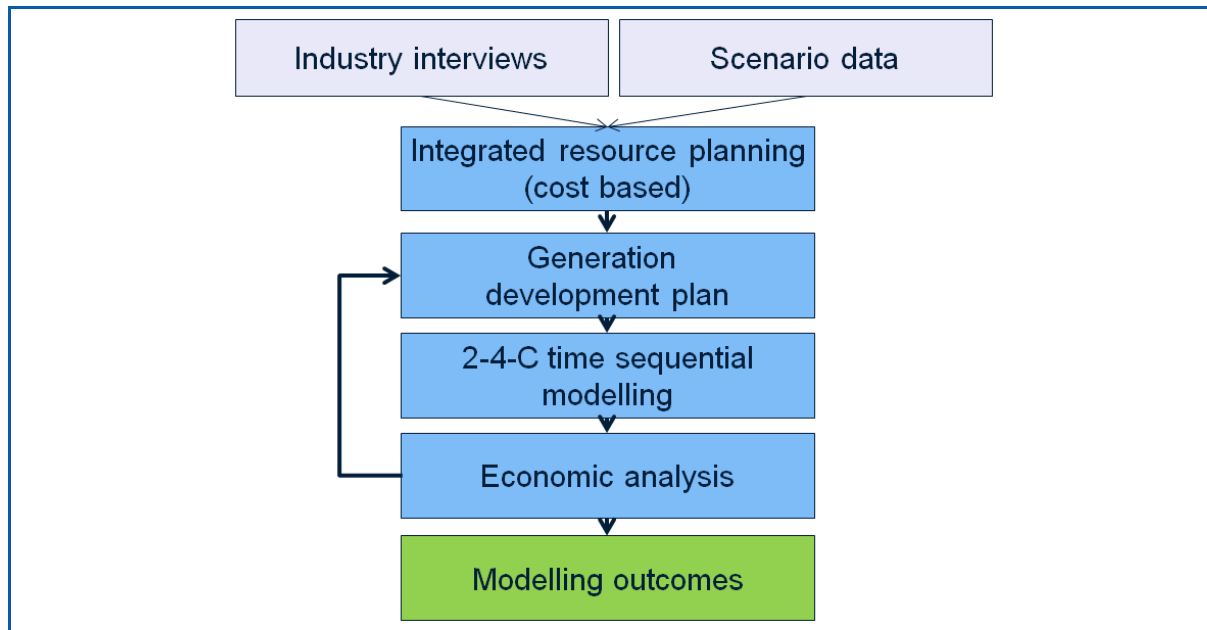 Industry interviews
Scenario data
Integrated resource planning
(cost based)
Generation
development plan
2-4-C time sequential
modelling
Economic analysis
Modelling outcomes